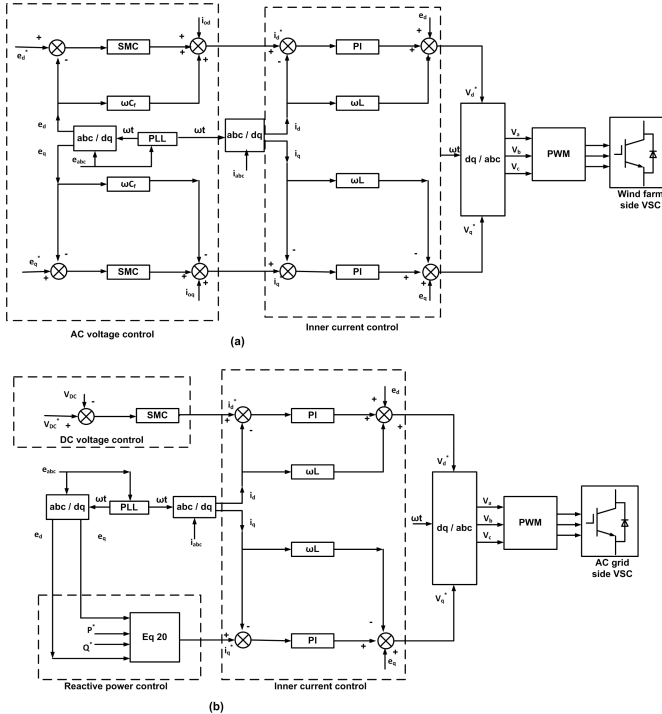 i_od
e_d
e_d* + SMC + + i_d* + PI + +
- + + - +
V_d*
ωC_f ωL
e_d i_d
abc / dq ωt PLL ωt abc / dq
e_q e_abc i_q
i_abc
ωt dq / abc
V_a
V_b PWM
V_c
Wind farm
side VSC
ωC_f ωL
V_q*
- - - -
e_q* + SMC + + + i_q PI + +
i_oq e_q
AC voltage control
Inner current control
(a)
V_DC
e_d
- SMC i_d* + PI + +
V_DC* + - +
DC voltage control
V_d*
ωL
e_abc
i_d
abc / dq ωt PLL ωt abc / dq
e_d e_q i_q
i_abc
ωt dq / abc
V_a
V_b PWM
V_c
AC grid
side VSC
ωL
V_q*
P*
Q*
Eq 20
- -
+ i_q* PI + +
e_q
Reactive power control
Inner current control
(b)